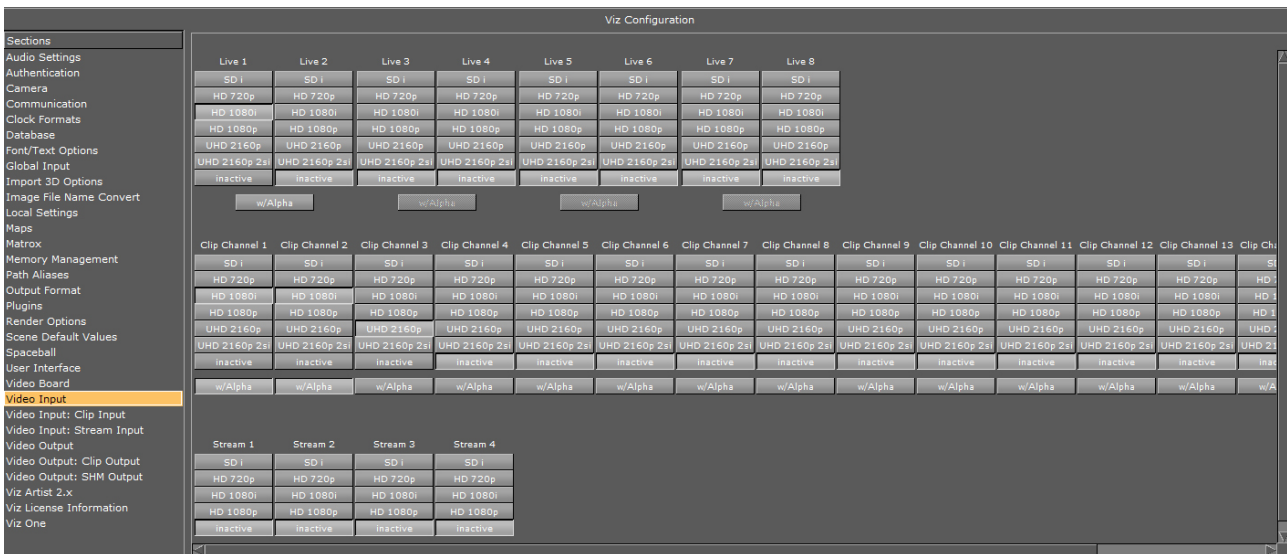 Viz Configuration
Sections
Audio Settings
Authentication
Camera
Communication
Clock Formats
Database
Font/Text Options
Global Input
Import 3D Options
Image File Name Convert
Local Settings
Maps
Matrox
Memory Management
Path Aliases
Output Format
Plugins
Render Options
Scene Default Values
Spaceball
User Interface
Video Board
Video Input
Video Input: Clip Input
Video Input: Stream Input
Video Output
Video Output: Clip Output
Video Output: SHM Output
Viz Artist 2.x
Viz License Information
Viz One
Live 1 Live 2 Live 3 Live 4 Live 5 Live 6 Live 7 Live 8
SD i SD i SD i SD i SD i SD i SD i SD i
HD 720p HD 720p HD 720p HD 720p HD 720p HD 720p HD 720p HD 720p
HD 1080i HD 1080i HD 1080i HD 1080i HD 1080i HD 1080i HD 1080i HD 1080i
HD 1080p HD 1080p HD 1080p HD 1080p HD 1080p HD 1080p HD 1080p HD 1080p
UHD 2160p UHD 2160p UHD 2160p UHD 2160p UHD 2160p UHD 2160p UHD 2160p UHD 2160p
UHD 2160p 2si UHD 2160p 2si UHD 2160p 2si UHD 2160p 2si UHD 2160p 2si UHD 2160p 2si UHD 2160p 2si UHD 2160p 2si
inactive inactive inactive inactive inactive inactive inactive inactive
w/Alpha w/Alpha w/Alpha w/Alpha
Clip Channel 1 Clip Channel 2 Clip Channel 3 Clip Channel 4 Clip Channel 5 Clip Channel 6 Clip Channel 7 Clip Channel 8 Clip Channel 9 Clip Channel 10 Clip Channel 11 Clip Channel 12 Clip Channel 13 Clip Cha
SD i SD i SD i SD i SD i SD i SD i SD i SD i SD i SD i SD i SD i S
HD 720p HD 720p HD 720p HD 720p HD 720p HD 720p HD 720p HD 720p HD 720p HD 720p HD 720p HD 720p HD 720p HD 7
HD 1080i HD 1080i HD 1080i HD 1080i HD 1080i HD 1080i HD 1080i HD 1080i HD 1080i HD 1080i HD 1080i HD 1080i HD 1080i HD 1
HD 1080p HD 1080p HD 1080p HD 1080p HD 1080p HD 1080p HD 1080p HD 1080p HD 1080p HD 1080p HD 1080p HD 1080p HD 1080p HD 1
UHD 2160p UHD 2160p UHD 2160p UHD 2160p UHD 2160p UHD 2160p UHD 2160p UHD 2160p UHD 2160p UHD 2160p UHD 2160p UHD 2160p UHD 2160p UHD 2
UHD 2160p 2si UHD 2160p 2si UHD 2160p 2si UHD 2160p 2si UHD 2160p 2si UHD 2160p 2si UHD 2160p 2si UHD 2160p 2si UHD 2160p 2si UHD 2160p 2si UHD 2160p 2si UHD 2160p 2si UHD 2160p 2si UHD 21
inactive inactive inactive inactive inactive inactive inactive inactive inactive inactive inactive inactive inactive ina
w/Alpha w/Alpha w/Alpha w/Alpha w/Alpha w/Alpha w/Alpha w/Alpha w/Alpha w/Alpha w/Alpha w/Alpha w/Alpha w/A
Stream 1 Stream 2 Stream 3 Stream 4
SD i SD i SD i SD i
HD 720p HD 720p HD 720p HD 720p
HD 1080i HD 1080i HD 1080i HD 1080i
HD 1080p HD 1080p HD 1080p HD 1080p
inactive inactive inactive inactive